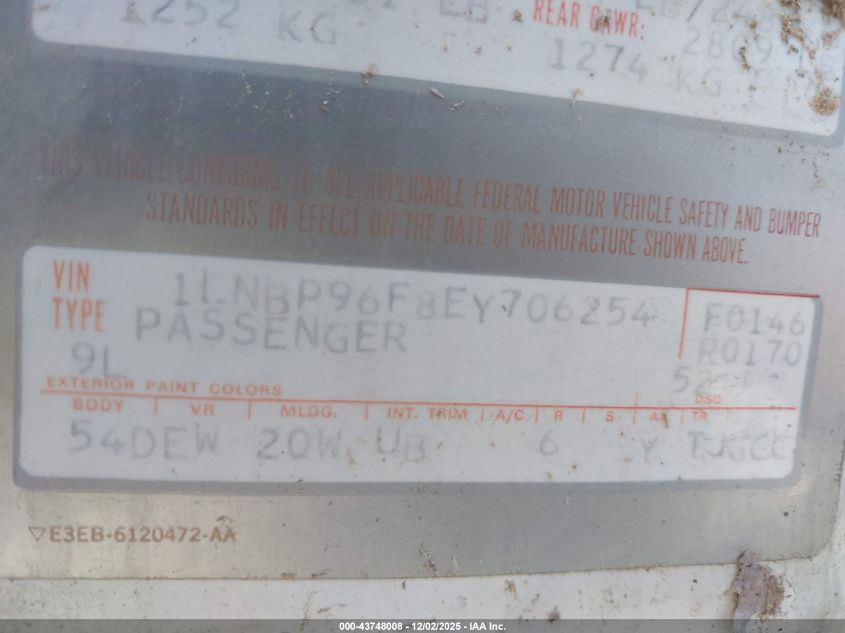 1252 KG
REAR GAWR:
1274 KG
THIS VEHICLE CONFORMS TO ALL APPLICABLE FEDERAL MOTOR VEHICLE SAFETY AND BUMPER
STANDARDS IN EFFECT ON THE DATE OF MANUFACTURE SHOWN ABOVE.
VIN 1LNBP96F8EY706254 F0146
TYPE PASSENGER R0170
9L 52
EXTERIOR PAINT COLORS DSO
BODY VR MLDG. INT. TRIM A/C R S AX TR
54DEW 20W UB 6 Y
▽E3EB-6120472-AA
000-43748008 - 12/02/2025 - IAA Inc.